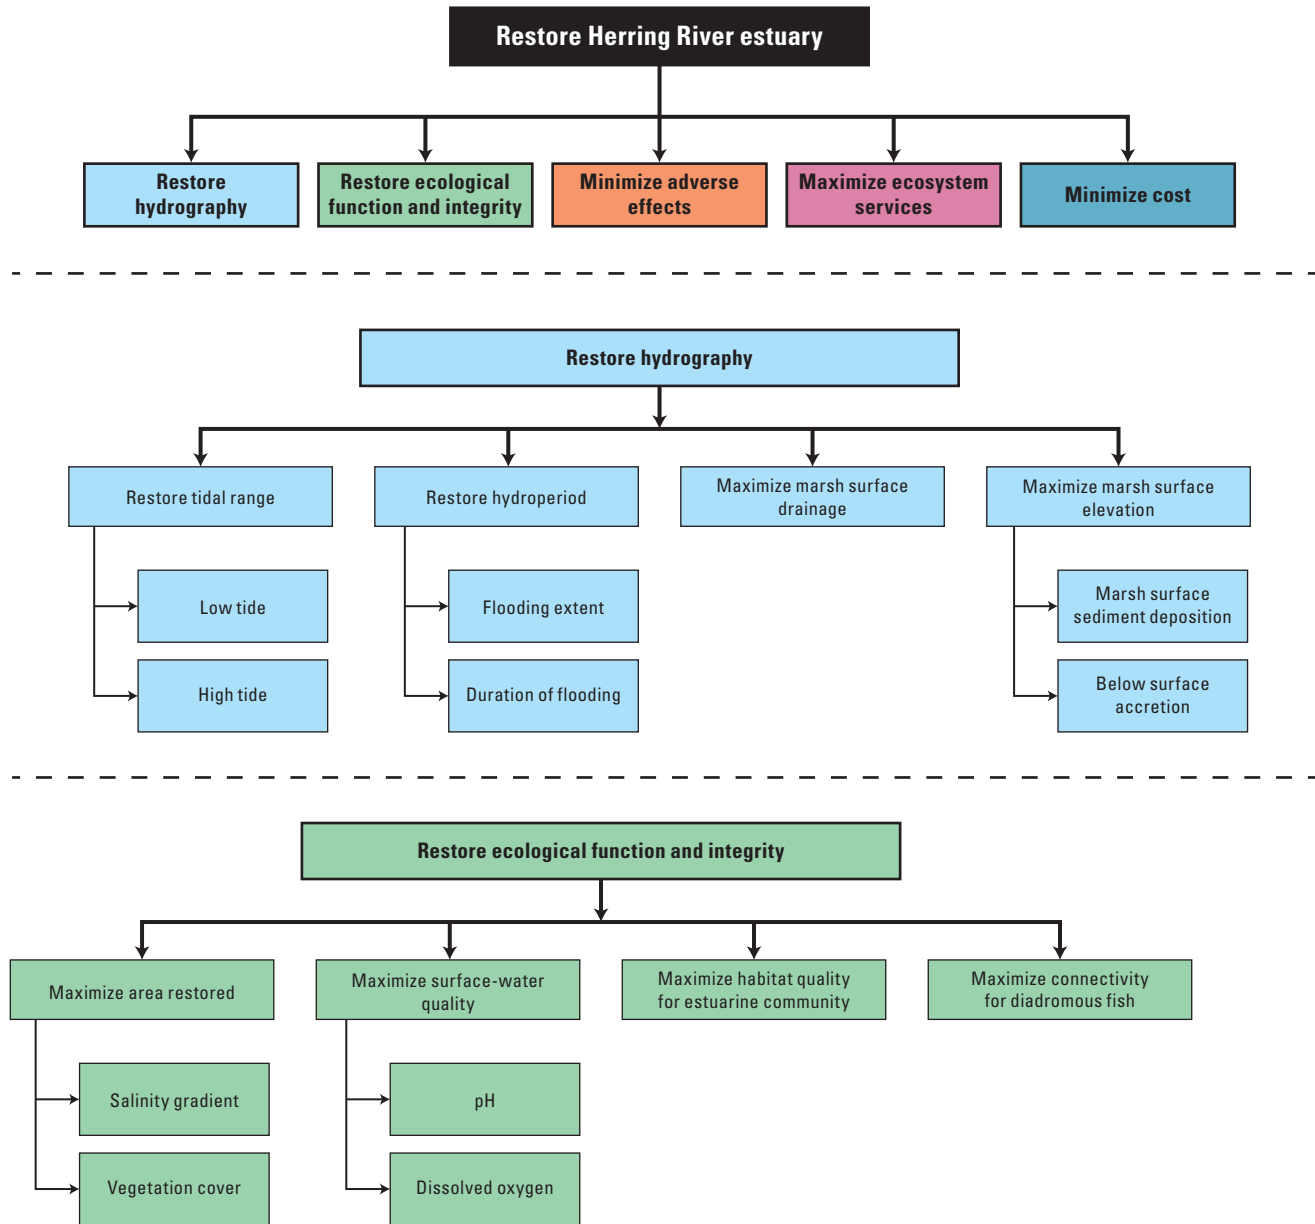 Restore Herring River estuary
Restore
hydrography
Restore ecological
function and integrity
Minimize adverse
effects
Maximize ecosystem
services
Minimize cost
Restore hydrography
Restore tidal range
Restore hydroperiod
Maximize marsh surface
drainage
Maximize marsh surface
elevation
Low tide
Flooding extent
Marsh surface
sediment deposition
High tide
Duration of flooding
Below surface
accretion
Restore ecological function and integrity
Maximize area restored
Maximize surface-water
quality
Maximize habitat quality
for estuarine community
Maximize connectivity
for diadromous fish
Salinity gradient
pH
Vegetation cover
Dissolved oxygen